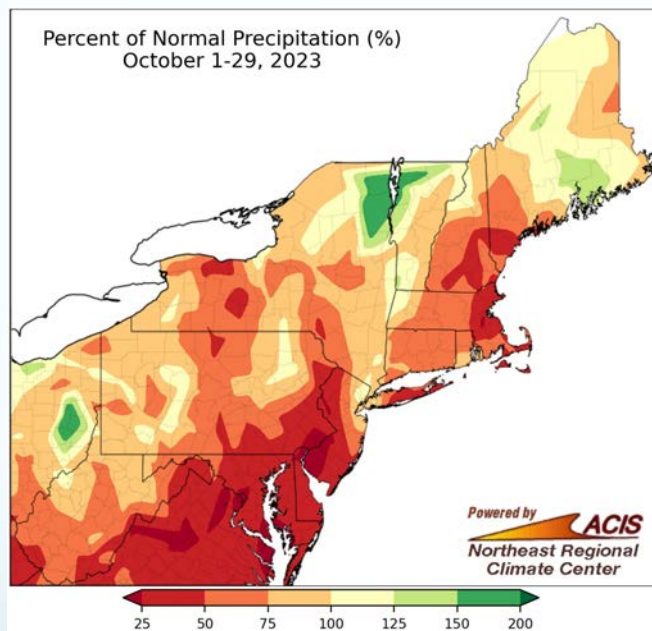 Percent of Normal Precipitation (%)
October 1-29, 2023
Powered by
ACIS
Northeast Regional
Climate Center
25 50 75 100 125 150 200